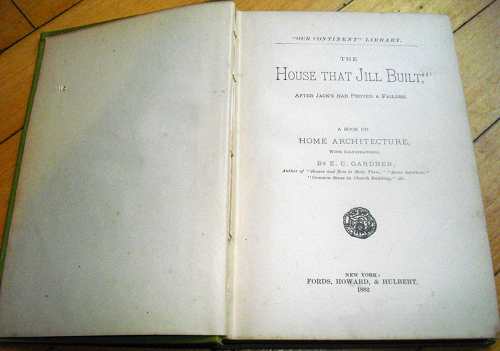 "OUR CONTINENT" LIBRARY.
THE
HOUSE THAT JILL BUILT,
AFTER JACK'S HAD PROVED A FAILURE.
A BOOK ON
HOME ARCHITECTURE,
WITH ILLUSTRATIONS,
BY E. C. GARDNER,
Author of "Homes and How to Make Them," "Home Interiors,"
"Common Sense in Church Building," etc.
NEW YORK:
FORDS, HOWARD, & HULBERT.
1882